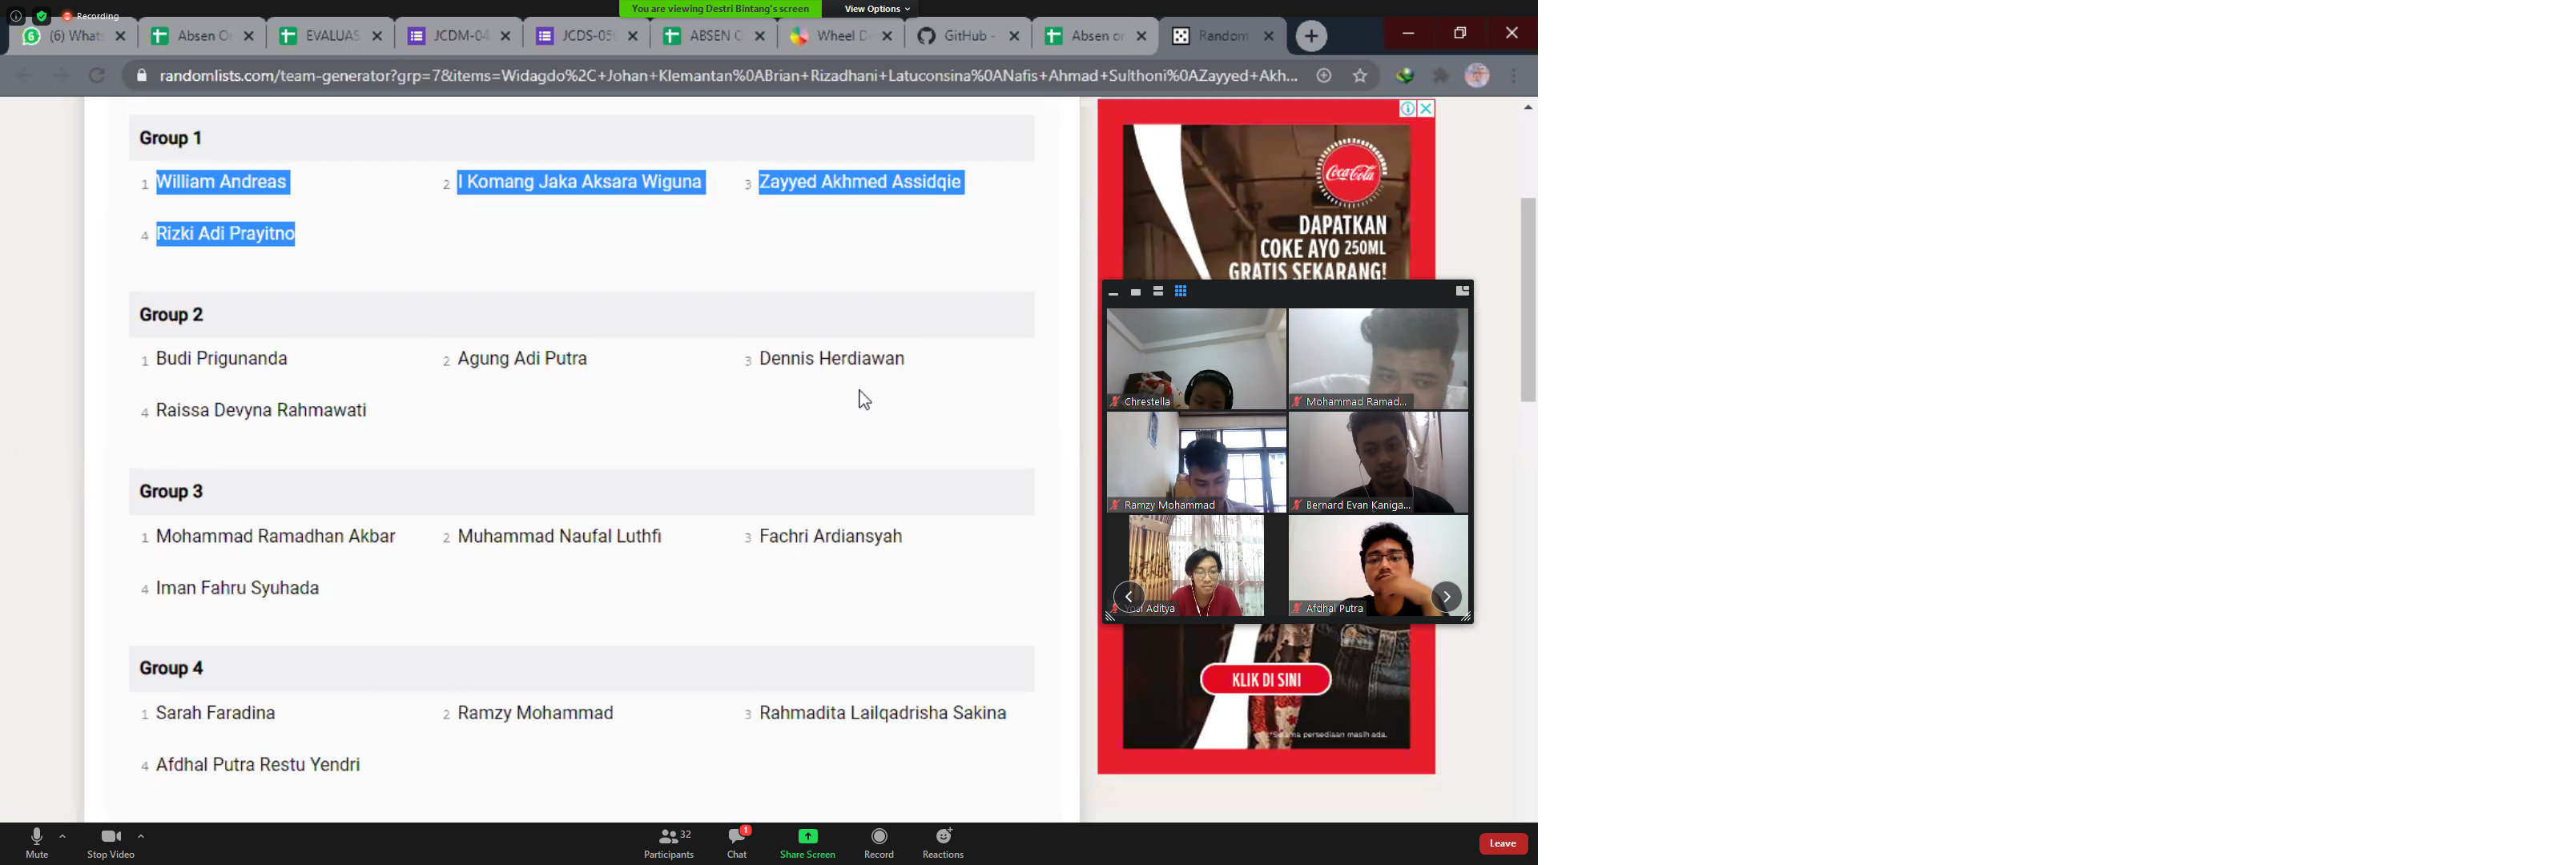 Recording
You are viewing Destri Bintang's screen
View Options
(6) Whats
Absen O
EVALUAS
JCDM-04
JCDS-05
ABSEN O
Wheel D
GitHub -
Absen or
Random
randomlists.com/team-generator?grp=7&items=Widagdo%2C+Johan+Klemantan%0ABrian+Rizadhani+Latuconsina%0ANafis+Ahmad+Sulthoni%0AZayyed+Akh...
Group 1
1 William Andreas 2 I Komang Jaka Aksara Wiguna 3 Zayyed Akhmed Assidqie
4 Rizki Adi Prayitno
Group 2
1 Budi Prigunanda 2 Agung Adi Putra 3 Dennis Herdiawan
4 Raissa Devyna Rahmawati
Group 3
1 Mohammad Ramadhan Akbar 2 Muhammad Naufal Luthfi 3 Fachri Ardiansyah
4 Iman Fahru Syuhada
Group 4
1 Sarah Faradina 2 Ramzy Mohammad 3 Rahmadita Lailqadrisha Sakina
4 Afdhal Putra Restu Yendri
Coca-Cola
DAPATKAN
COKE AYO 250ML
GRATIS SEKARANG!
Chrestella
Mohammad Ramad...
Ramzy Mohammad
Bernard Evan Kaniga...
Aditya
Afdhal Putra
KLIK DI SINI
persediaan masih ada.
Mute
Stop Video
Participants 32
Chat 1
Share Screen
Record
Reactions
Leave